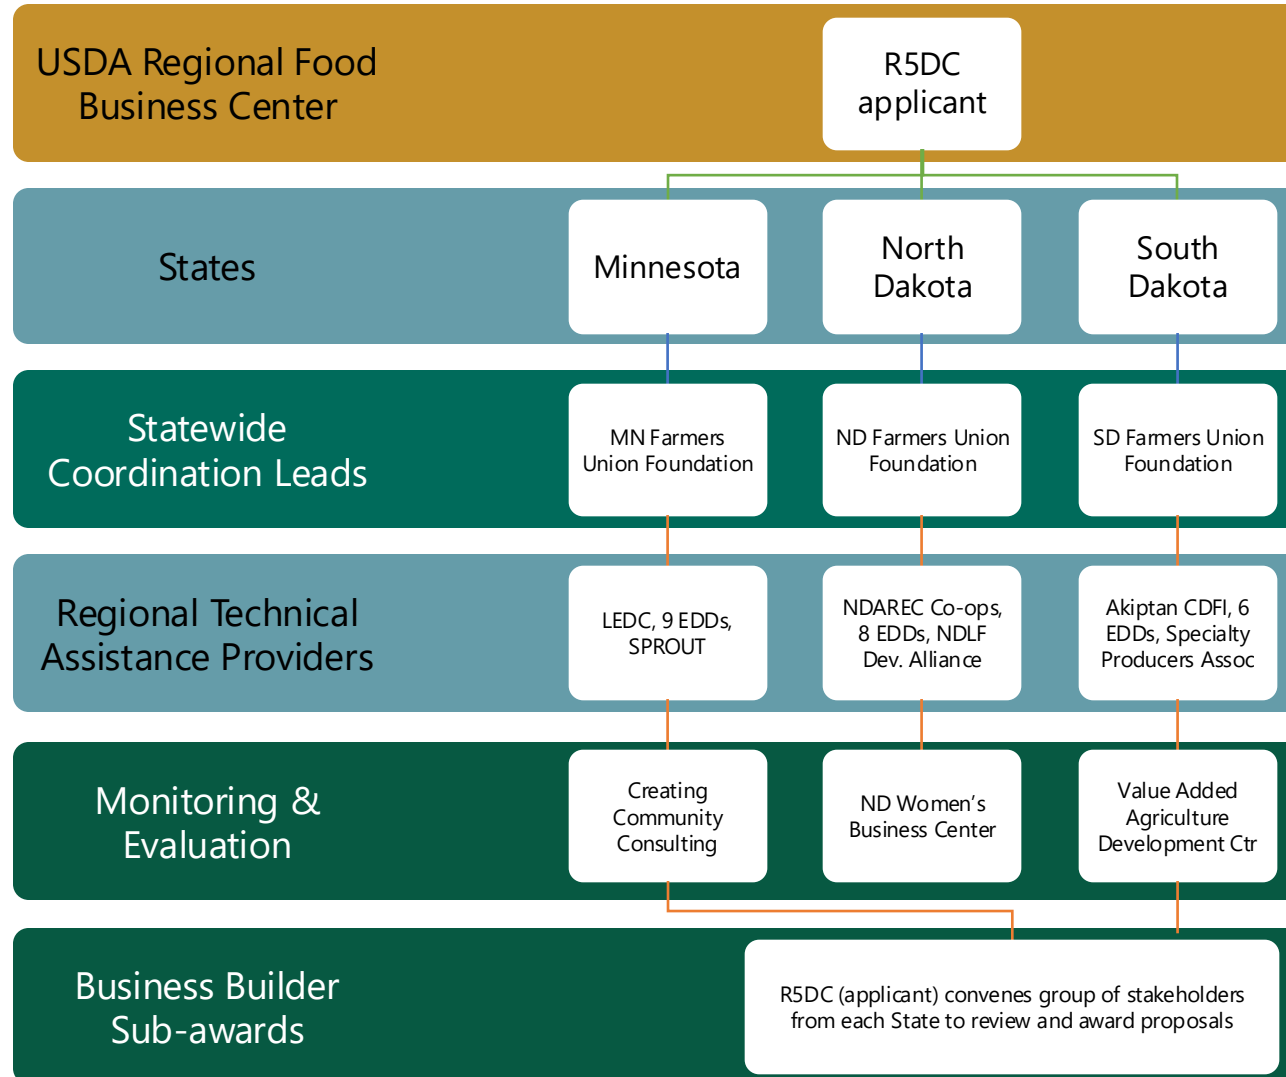 USDA Regional Food
Business Center
R5DC
applicant
States
Minnesota
North
Dakota
South
Dakota
Statewide
Coordination Leads
MN Farmers
Union Foundation
ND Farmers Union
Foundation
SD Farmers Union
Foundation
Regional Technical
Assistance Providers
LEDC, 9 EDDs,
SPROUT
NDAREC Co-ops,
8 EDDs, NDLF
Dev. Alliance
Akiptan CDFI, 6
EDDs, Specialty
Producers Assoc
Monitoring &
Evaluation
Creating
Community
Consulting
ND Women’s
Business Center
Value Added
Agriculture
Development Ctr
Business Builder
Sub-awards
R5DC (applicant) convenes group of stakeholders
from each State to review and award proposals